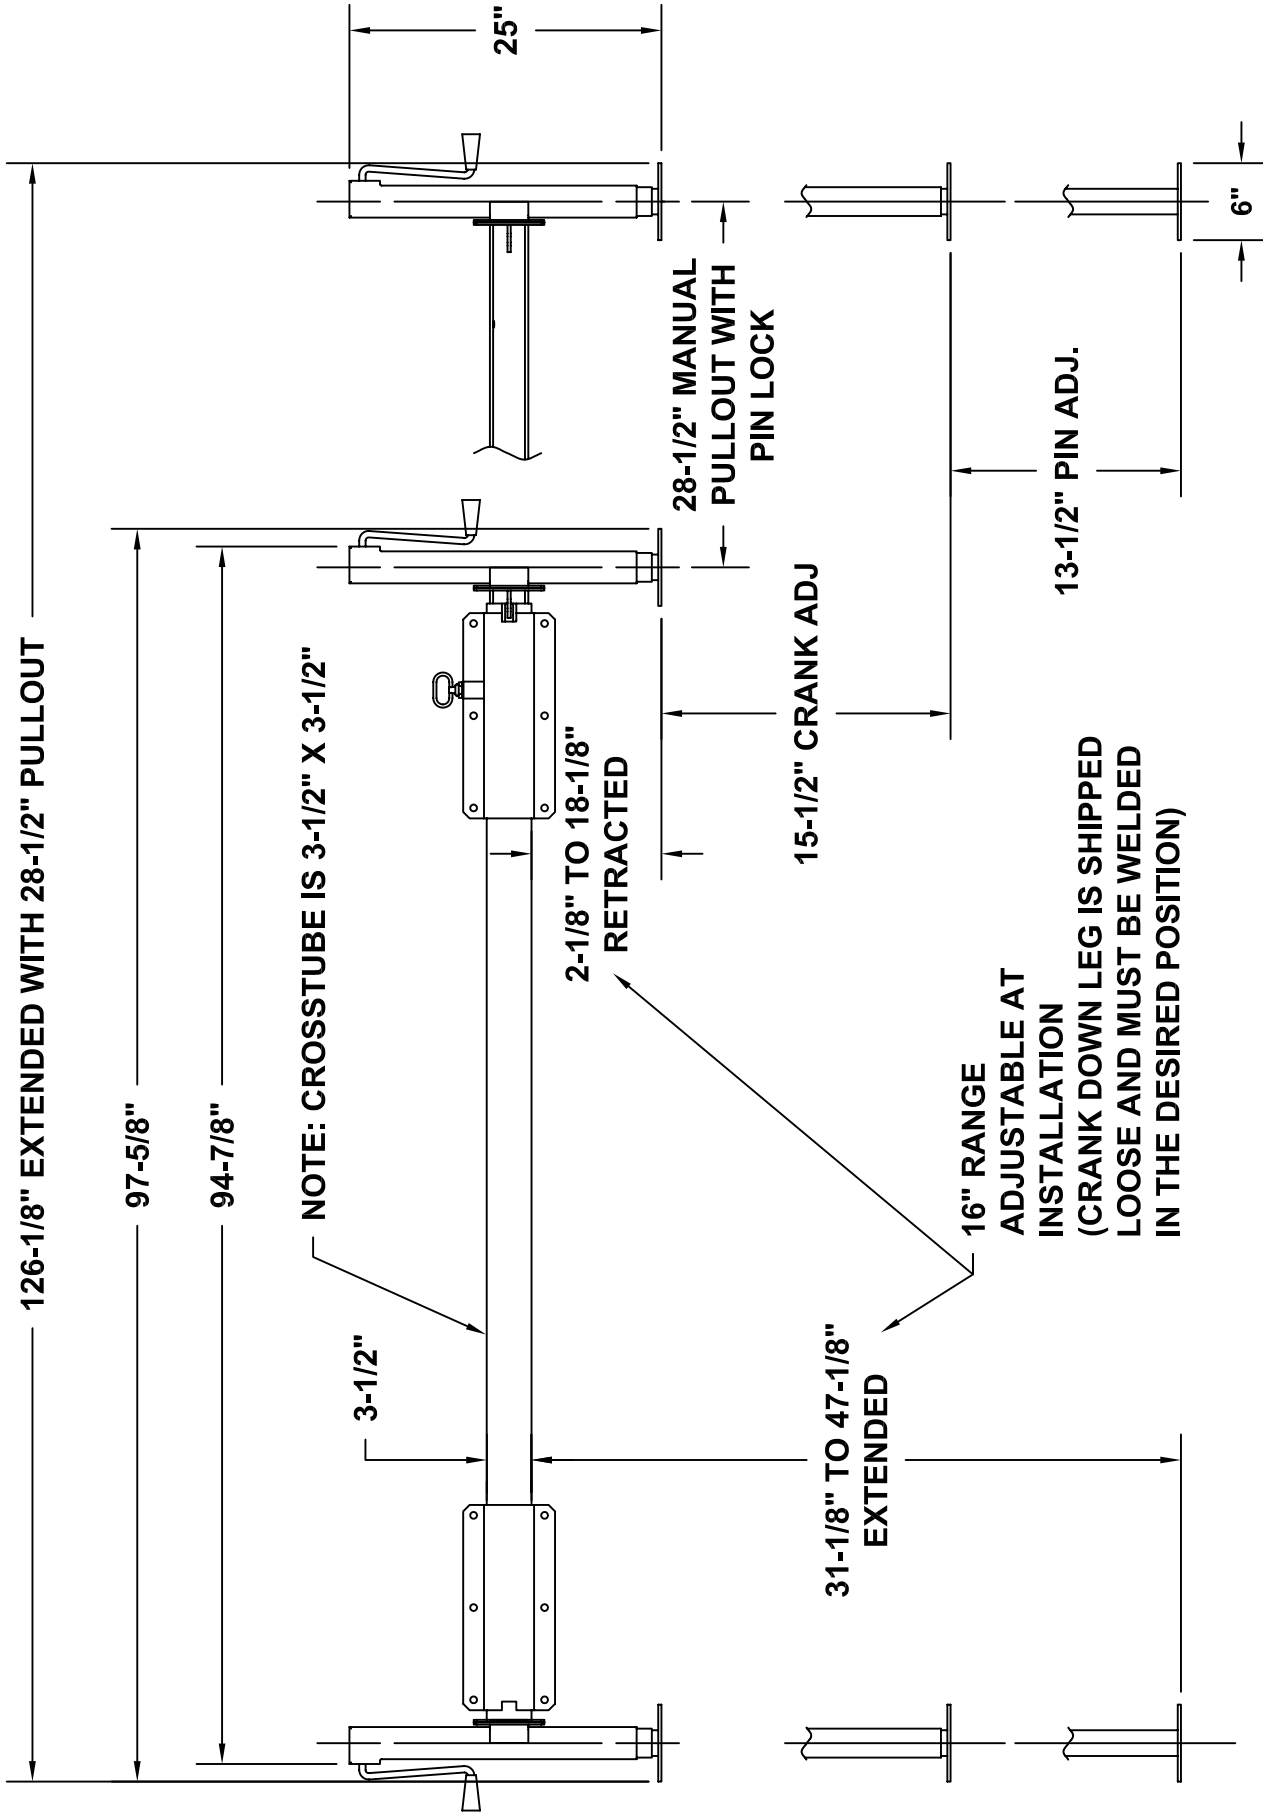 126-1/8" EXTENDED WITH 28-1/2" PULLOUT
97-5/8"
94-7/8"
NOTE: CROSSTUBE IS 3-1/2" X 3-1/2"
3-1/2"
25"
2-1/8" TO 18-1/8"
RETRACTED
28-1/2" MANUAL
PULLOUT WITH
PIN LOCK
15-1/2" CRANK ADJ
31-1/8" TO 47-1/8"
EXTENDED
16" RANGE
ADJUSTABLE AT
INSTALLATION
(CRANK DOWN LEG IS SHIPPED
LOOSE AND MUST BE WELDED
IN THE DESIRED POSITION)
13-1/2" PIN ADJ.
6"